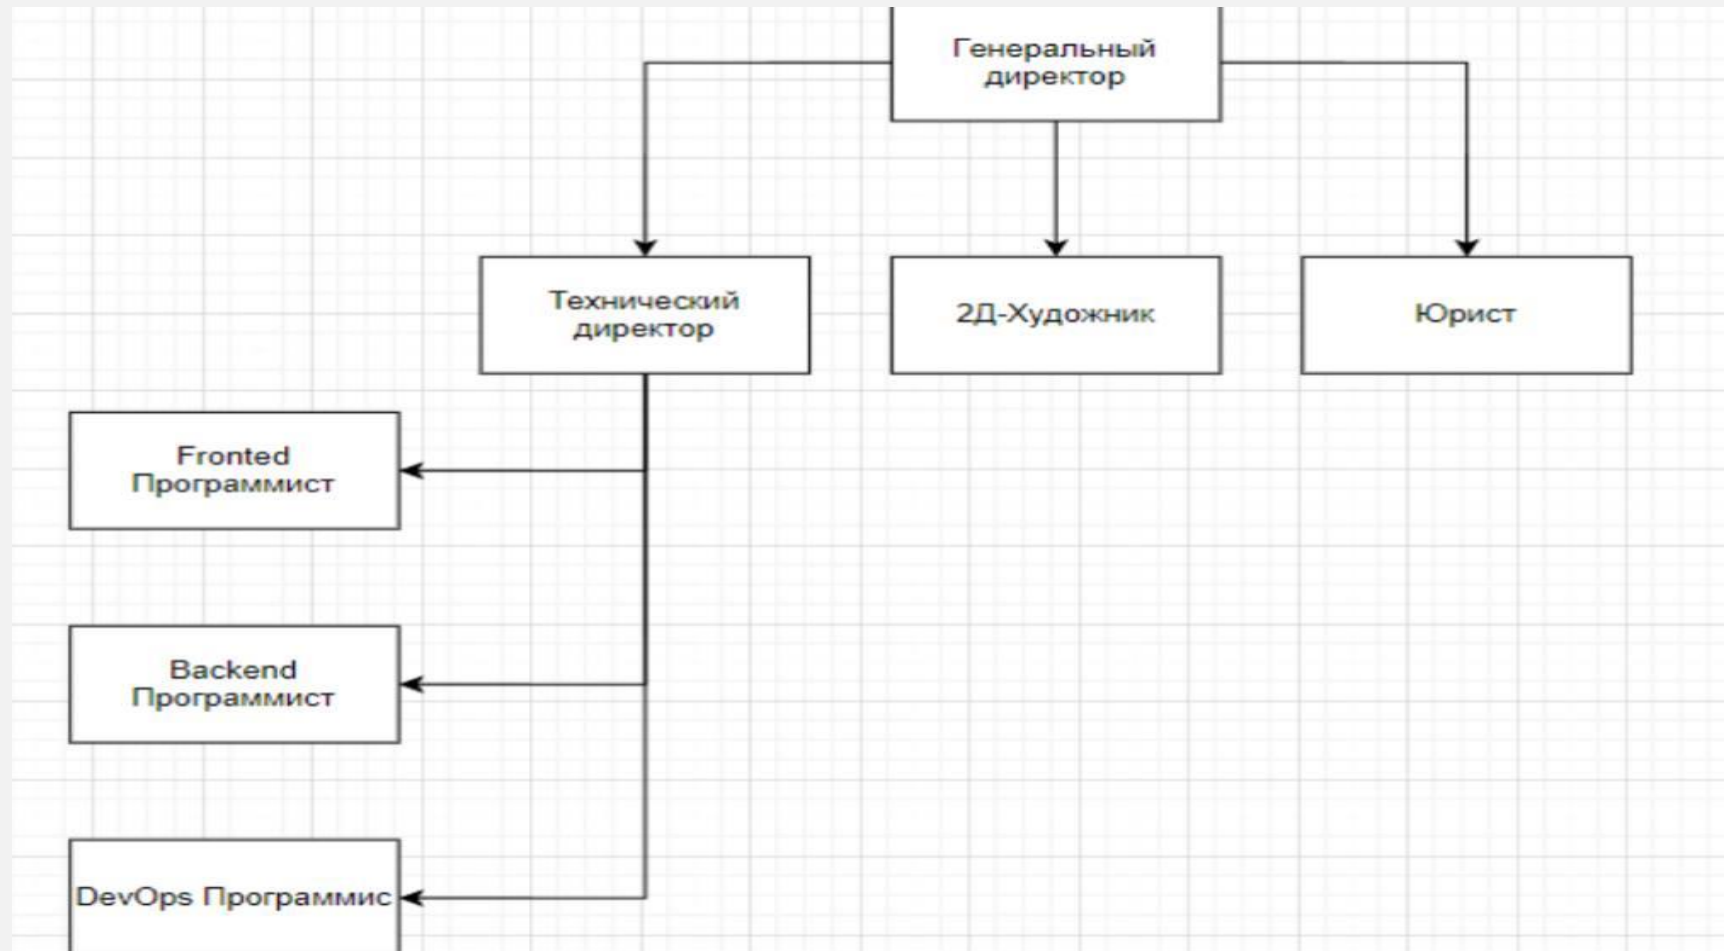 Генеральный
директор
Технический
директор
2Д-Художник
Юрист
Fronted
Программист
Backend
Программист
DevOps Программис